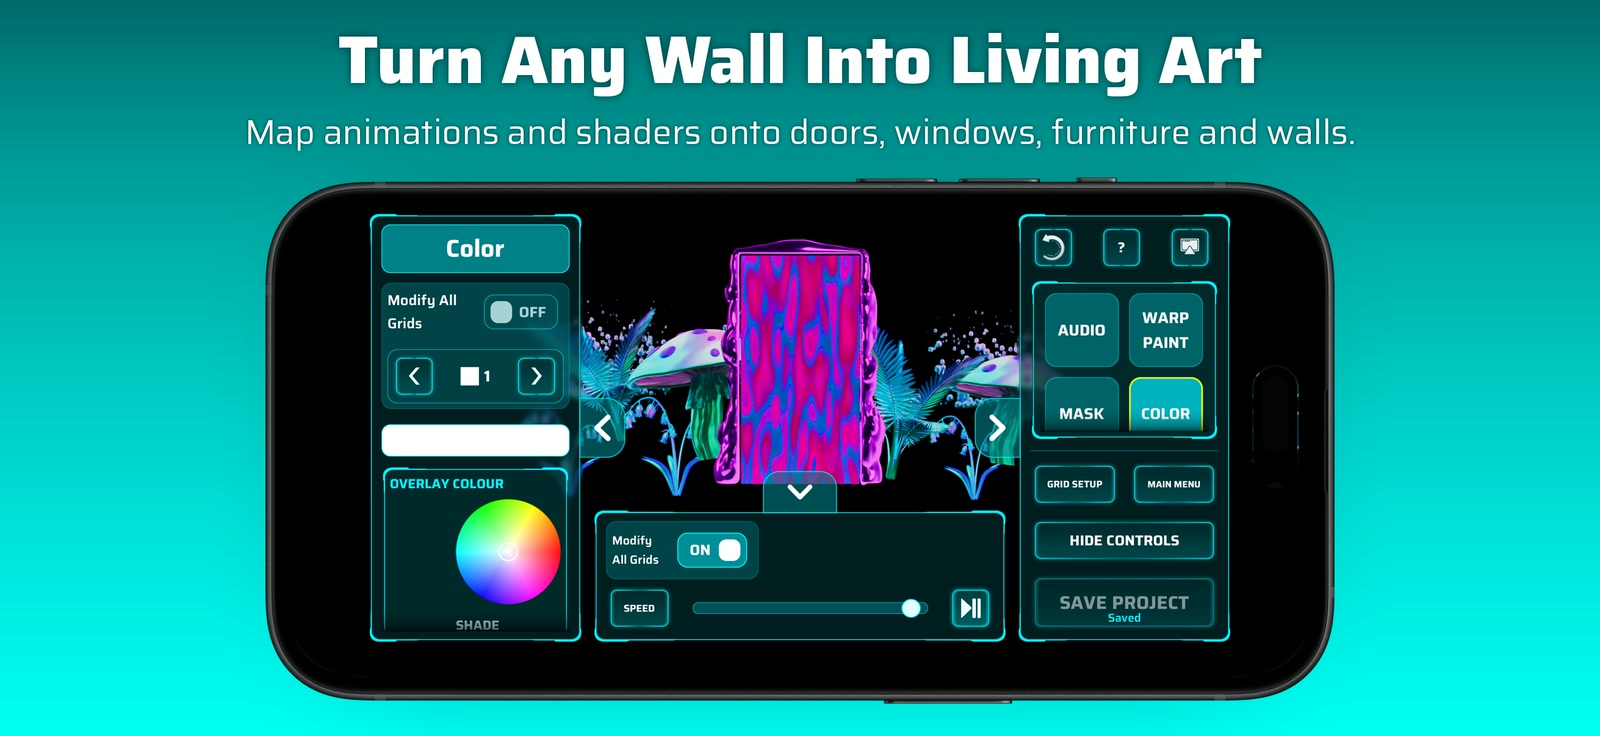 Turn Any Wall Into Living Art
Map animations and shaders onto doors, windows, furniture and walls.
Color
Modify All
Grids
OFF
1
OVERLAY COLOUR
SHADE
Modify
All Grids
ON
SPEED
?
AUDIO
WARP
PAINT
MASK
COLOR
GRID SETUP
MAIN MENU
HIDE CONTROLS
SAVE PROJECT
Saved